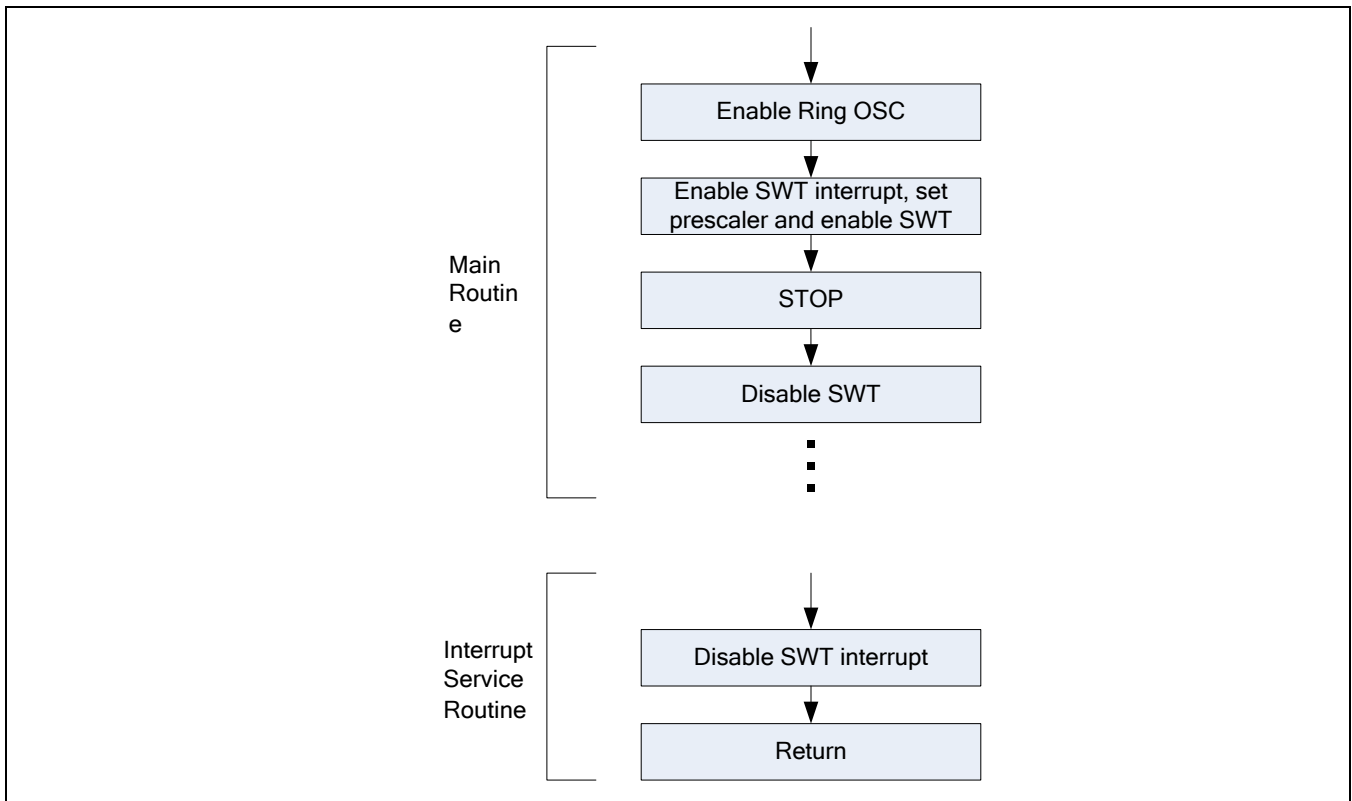 Enable Ring OSC
Enable SWT interrupt, set
prescaler and enable SWT
Main
Routin
e
STOP
Disable SWT
Interrupt
Service
Routine
Disable SWT interrupt
Return